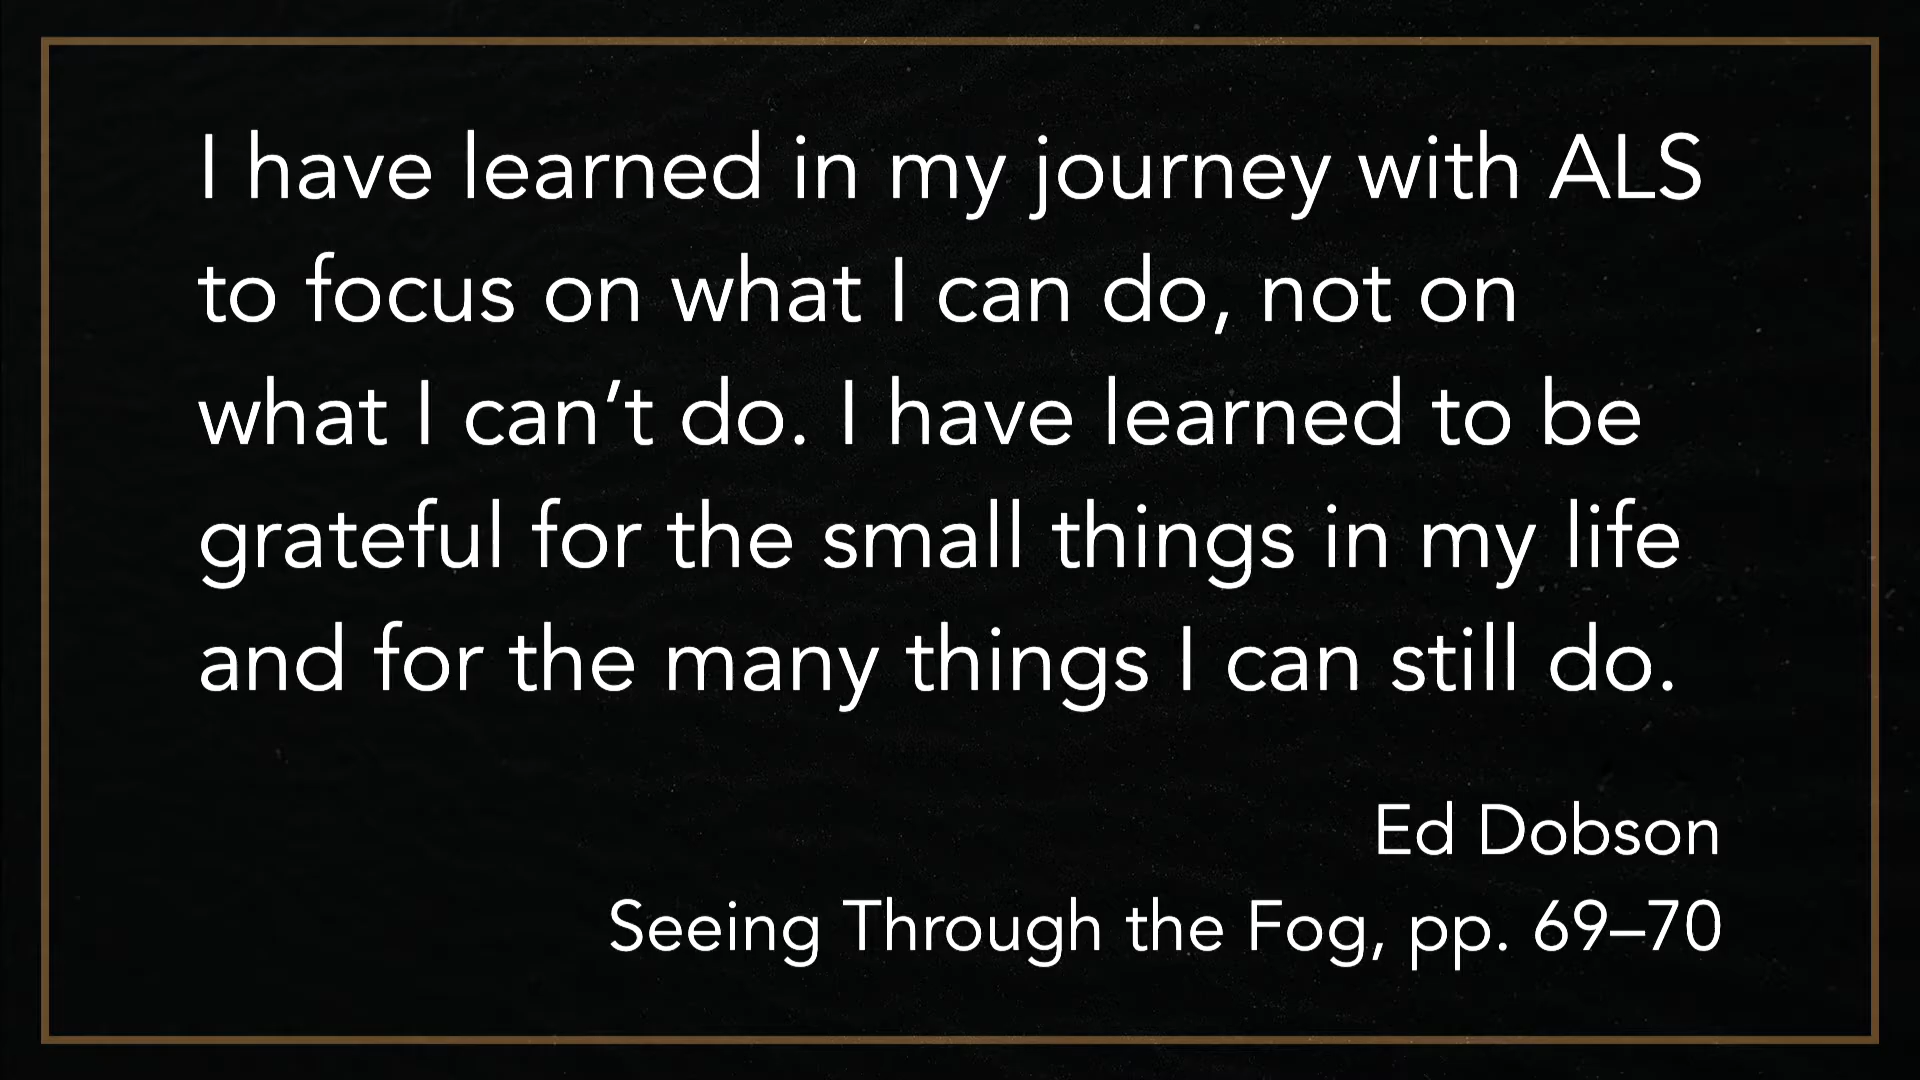 I have learned in my journey with ALS
to focus on what I can do, not on
what I can’t do. I have learned to be
grateful for the small things in my life
and for the many things I can still do.
Ed Dobson
Seeing Through the Fog, pp. 69–70